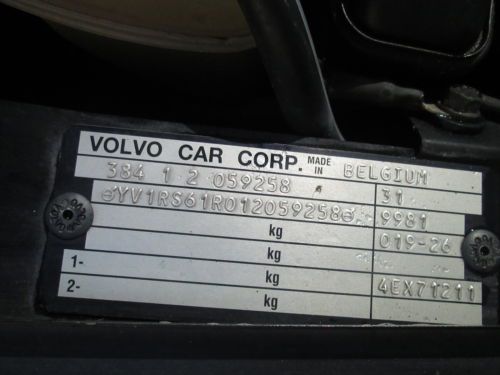 VOLVO CAR CORP. MADE IN BELGIUM
384 1 2 059258 31
YV1RS61R012059258 9981
kg 019-26
kg
1- kg 4EX71211
2- kg